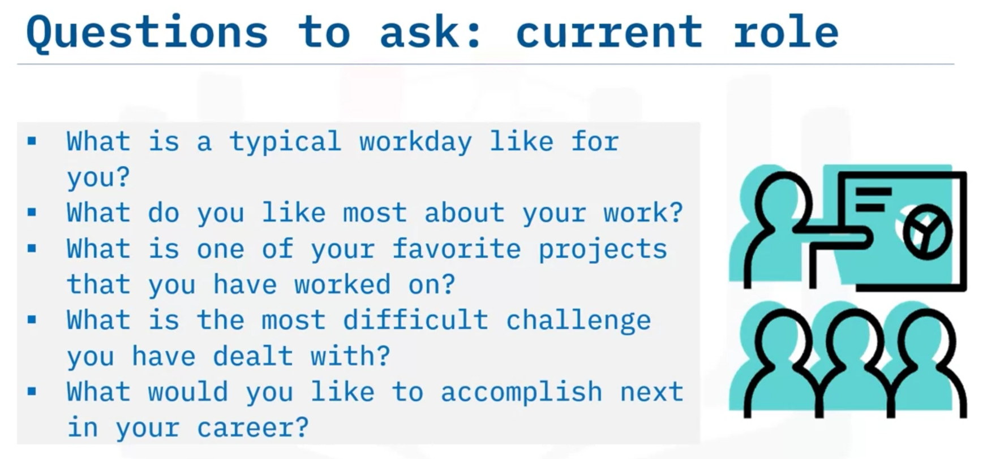 Questions to ask: current role
▪ What is a typical workday like for
you?
▪ What do you like most about your work?
▪ What is one of your favorite projects
that you have worked on?
▪ What is the most difficult challenge
you have dealt with?
▪ What would you like to accomplish next
in your career?